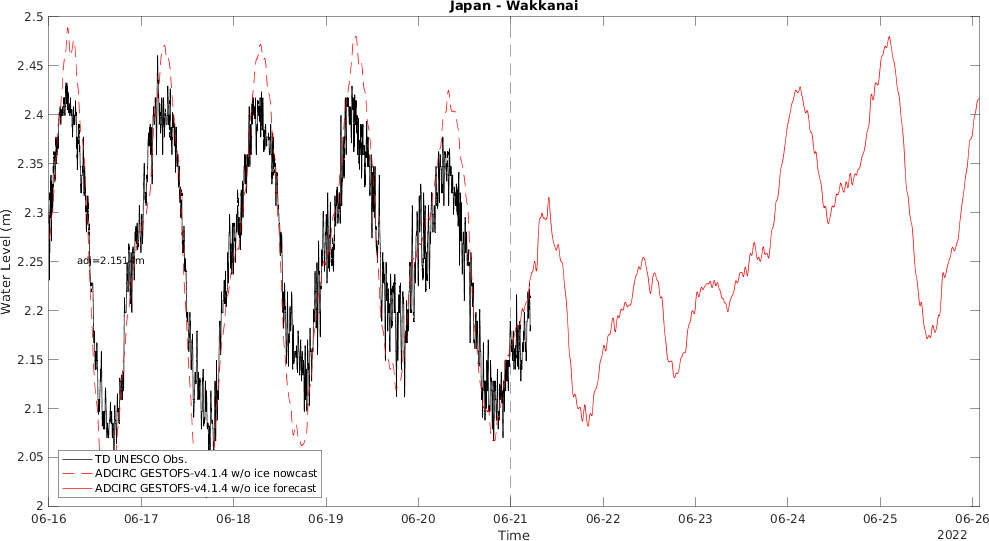 Japan - Wakkanai
2.5
2.45
2.4
2.35
2.3
2.25
2.2
2.15
2.1
2.05
2
Water Level (m)
TD UNESCO Obs.
ADCIRC GESTOFS-v4.1.4 w/o ice nowcast
ADCIRC GESTOFS-v4.1.4 w/o ice forecast
06-16 06-17 06-18 06-19 06-20 06-21 06-22 06-23 06-24 06-25 06-26
Time
2022